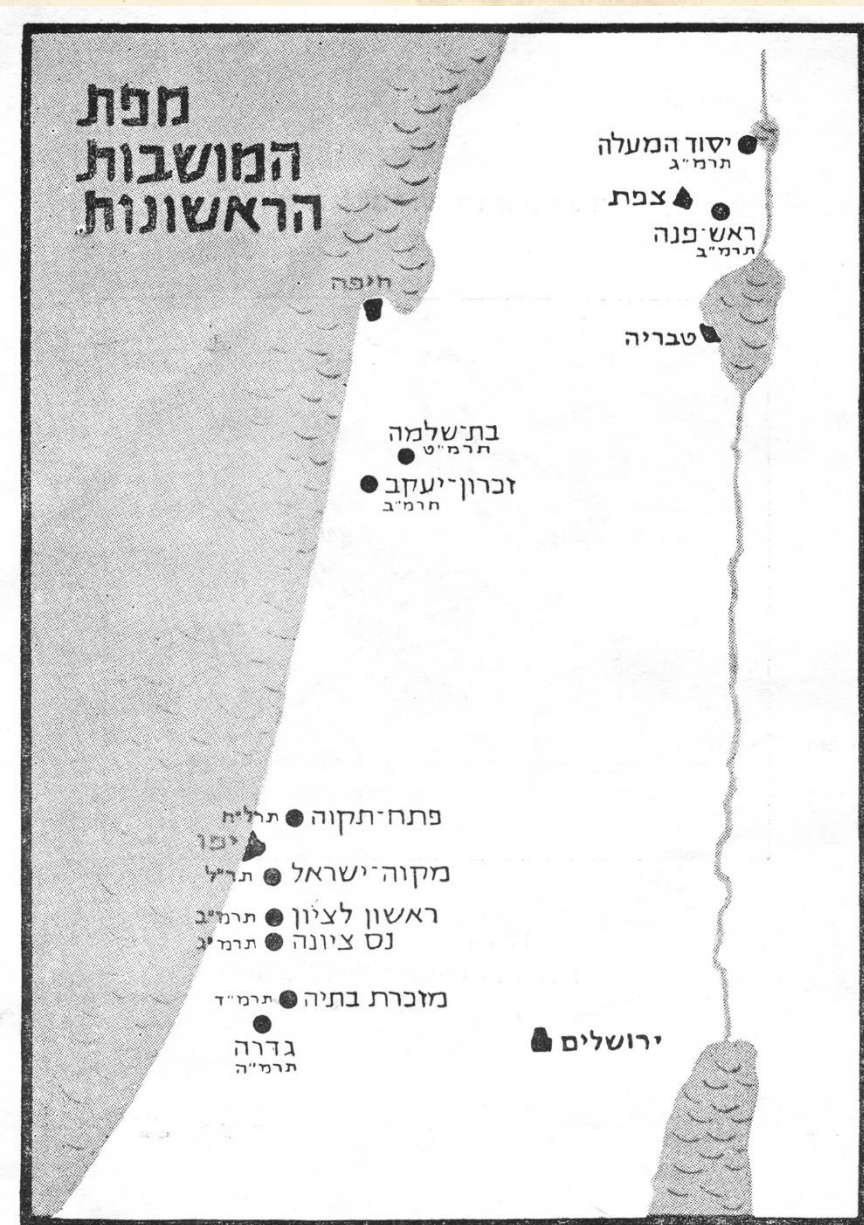 מפת
המושבות
הראשונות
יסוד המעלה
תרמ״ג
צפת
ראש־פנה
תרמ״ב
חיפה
טבריה
בת־שלמה
תרמ״ט
זכרון־יעקב
תרמ״ב
פתח־תקוה תרל״ח
יפו
מקוה־ישראל תר״ל
ראשון לציון תרמ״ב
נס ציונה תרמ״ג
מזכרת בתיה תרמ״ד
גדרה
תרמ״ה
ירושלים